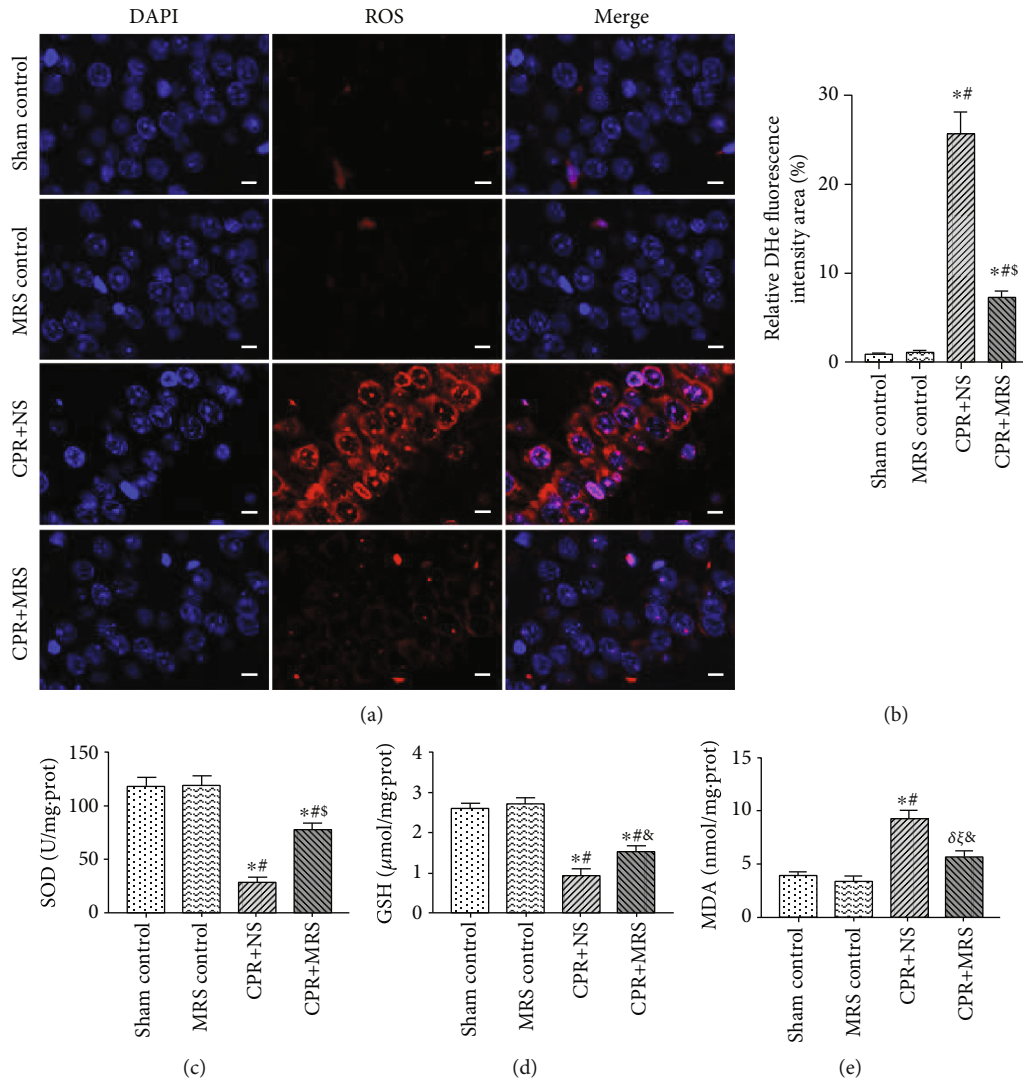 DAPI ROS Merge
Sham control
MRS control
CPR+NS
CPR+MRS
(a)
Relative DHe fluorescence
intensity area (%)
30
20
10
0
*#
*#$
Sham control
MRS control
CPR+NS
CPR+MRS
(b)
SOD (U/mg·prot)
150
100
50
0
*#
*#$
Sham control
MRS control
CPR+NS
CPR+MRS
(c)
GSH (μmol/mg·prot)
4
3
2
1
0
*#
*#&
Sham control
MRS control
CPR+NS
CPR+MRS
(d)
MDA (nmol/mg·prot)
15
10
5
0
*#
δξ&
Sham control
MRS control
CPR+NS
CPR+MRS
(e)